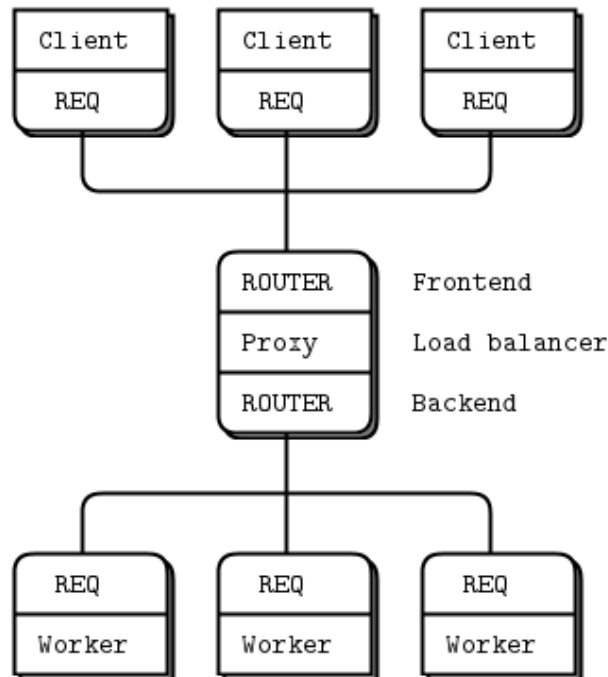 Client Client Client
REQ REQ REQ
ROUTER Frontend
Proxy Load balancer
ROUTER Backend
REQ REQ REQ
Worker Worker Worker